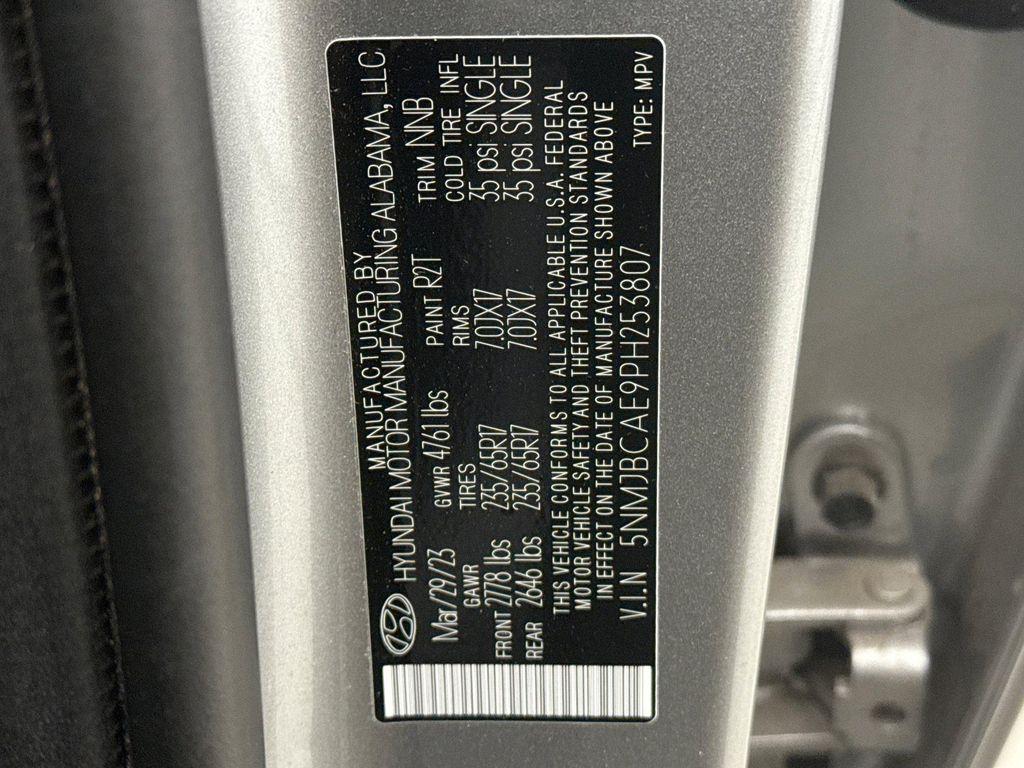 MANUFACTURED BY
HYUNDAI MOTOR MANUFACTURING ALABAMA, LLC
Mar/29/23 GVWR 4761 lbs PAINT R2T TRIM NNB
GAWR TIRES RIMS COLD TIRE INFL
FRONT 2778 lbs 235/65R17 7.0JX17 35 psi SINGLE
REAR 2646 lbs 235/65R17 7.0JX17 35 psi SINGLE
THIS VEHICLE CONFORMS TO ALL APPLICABLE U.S.A. FEDERAL
MOTOR VEHICLE SAFETY AND THEFT PREVENTION STANDARDS
IN EFFECT ON THE DATE OF MANUFACTURE SHOWN ABOVE
V.I.N 5NMJBCAE9PH253807 TYPE: MPV